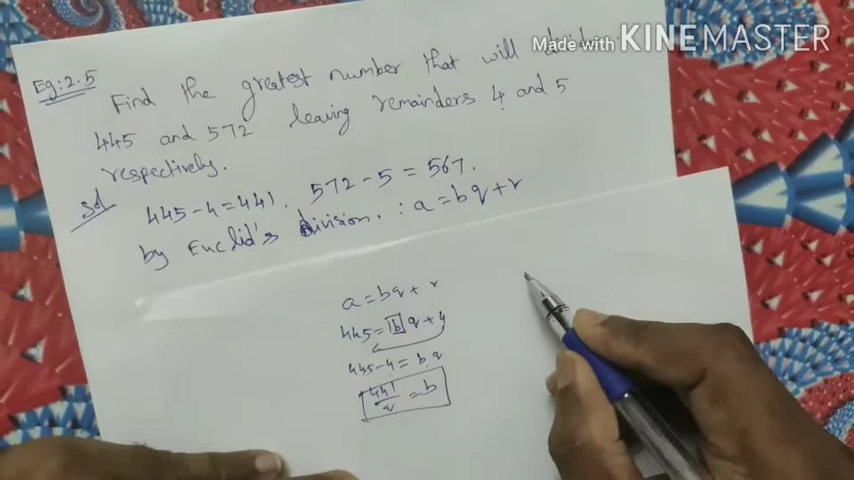 Made with KINEMASTER
Eg:2.5
Find the greatest number that will
445 and 572 leaving remainders 4 and 5
respectively.
Sol
445-4=441. 572-5=567.
by Euclid's division. : a=bq+r
a=bq+r
445=bq+4
445-4=b.q
441/q=b